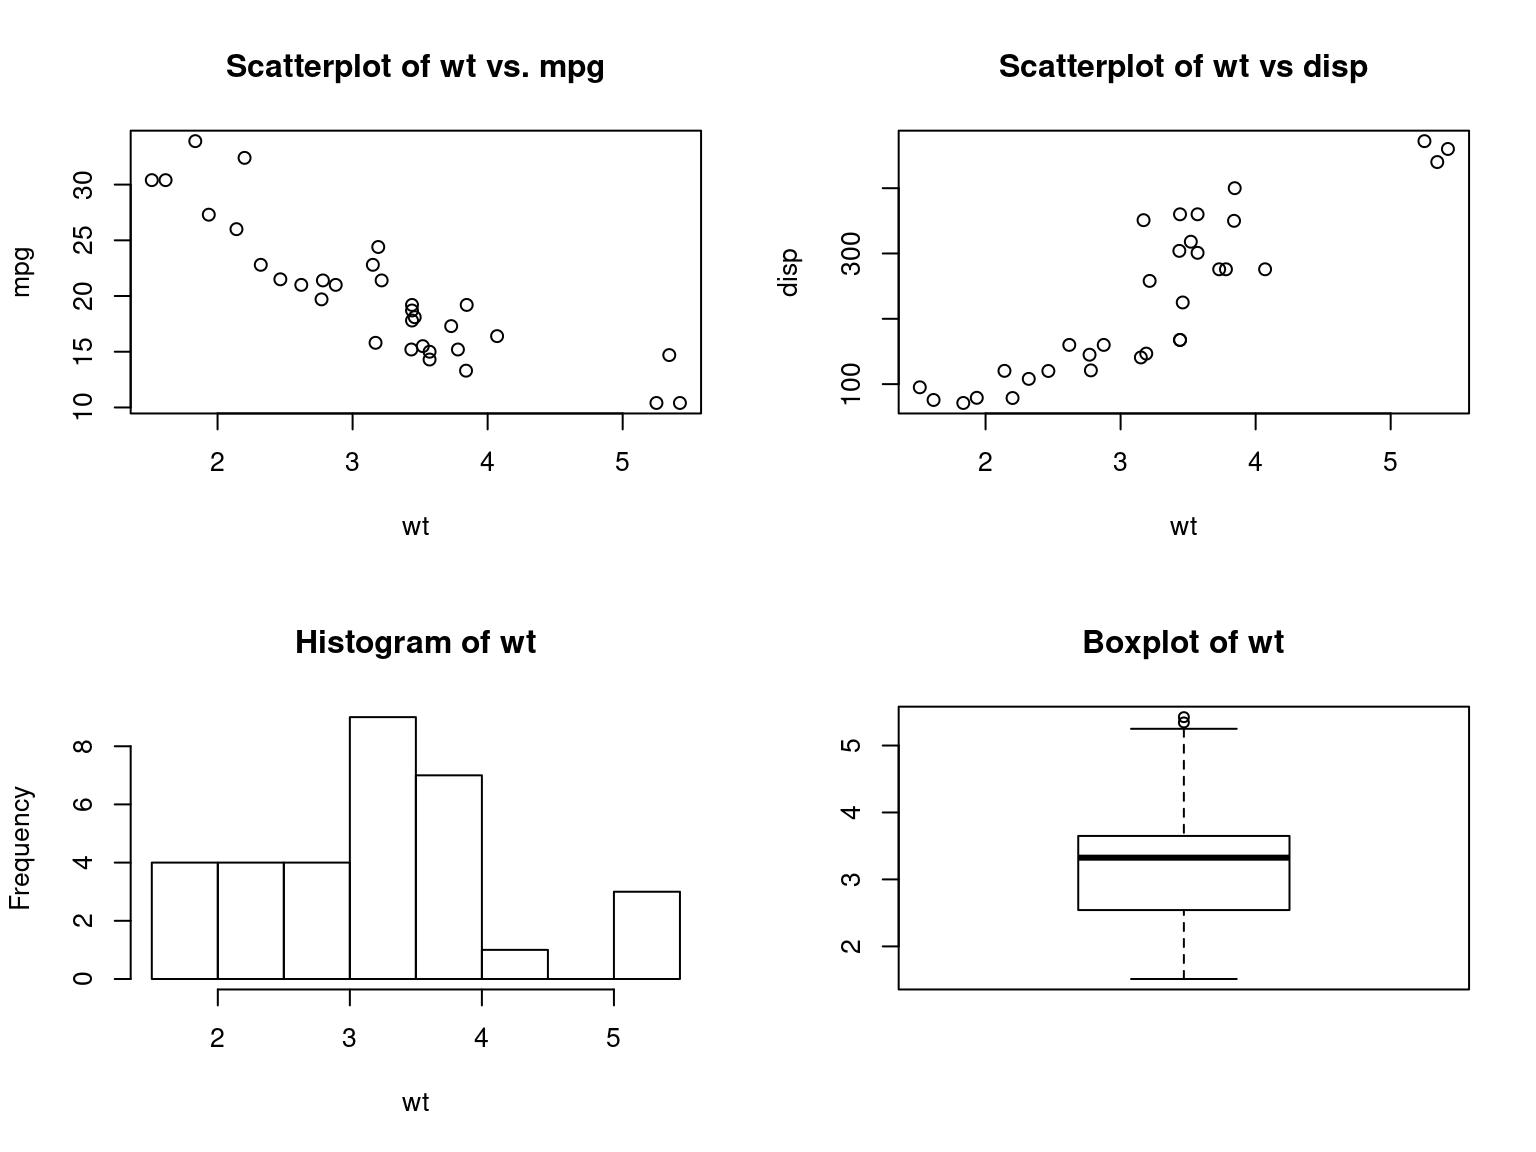 Scatterplot of wt vs. mpg
mpg
30
25
20
15
10
2 3 4 5
wt
Scatterplot of wt vs disp
disp
300
100
2 3 4 5
wt
Histogram of wt
Frequency
8
6
4
2
0
2 3 4 5
wt
Boxplot of wt
5
4
3
2